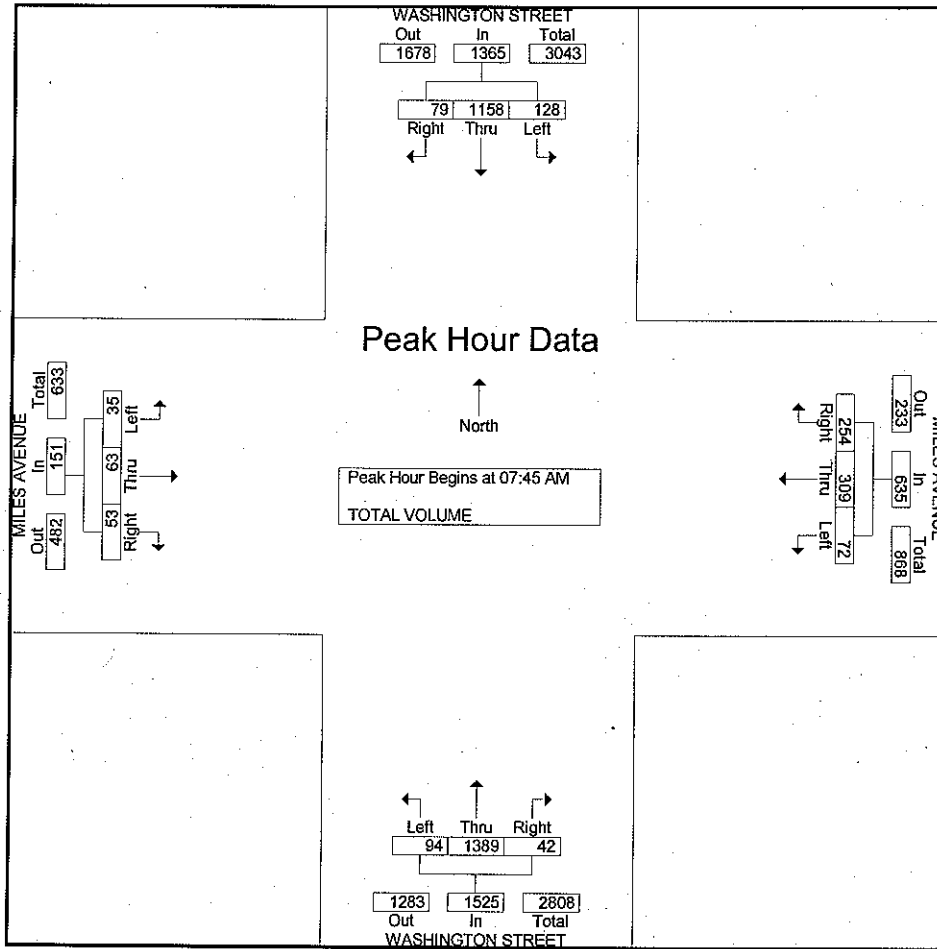 WASHINGTON STREET
Out In Total
1678 1365 3043
79 1158 128
Right Thru Left
Peak Hour Data
North
Peak Hour Begins at 07:45 AM
TOTAL VOLUME
MILES AVENUE
Out In Total
482 151 633
35 63 53
Left Thru Right
MILES AVENUE
Out In Total
233 635 868
254 309 72
Right Thru Left
Left Thru Right
94 1389 42
1283 1525 2808
Out In Total
WASHINGTON STREET